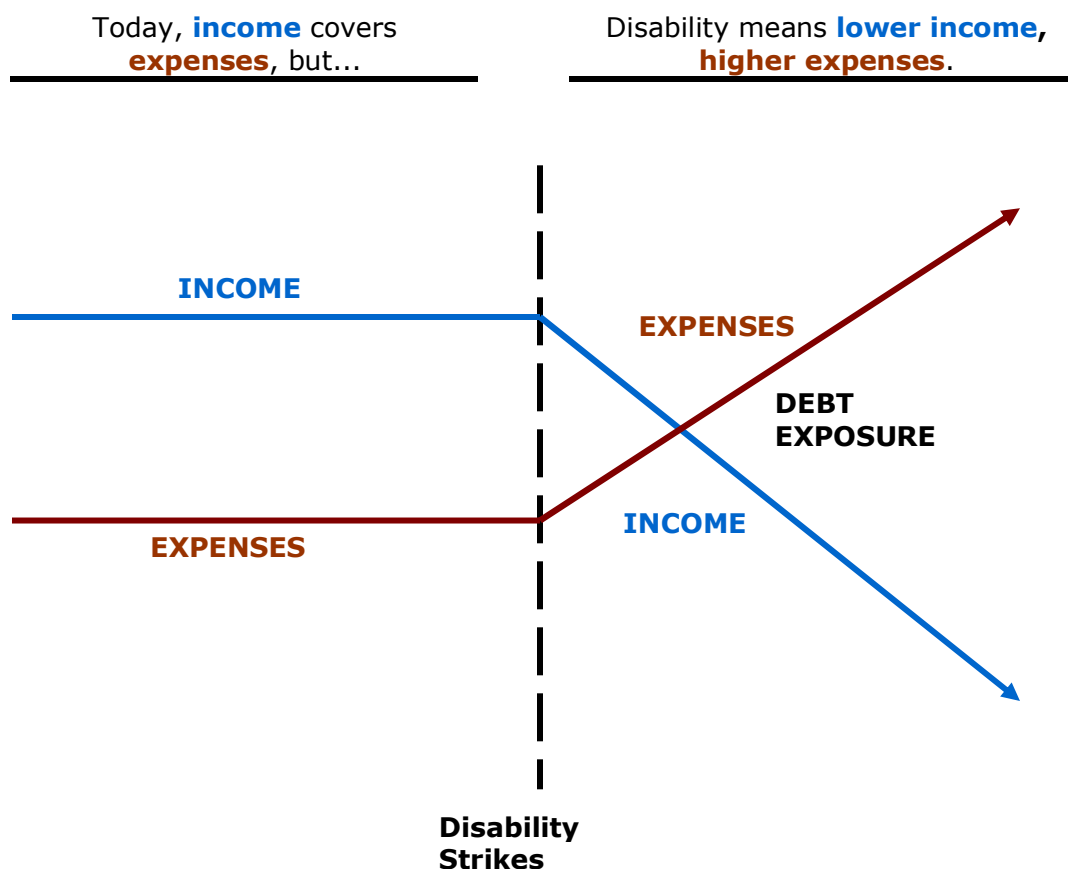 Today, income covers
expenses, but...
Disability means lower income,
higher expenses.
INCOME
EXPENSES
DEBT
EXPOSURE
INCOME
EXPENSES
Disability
Strikes